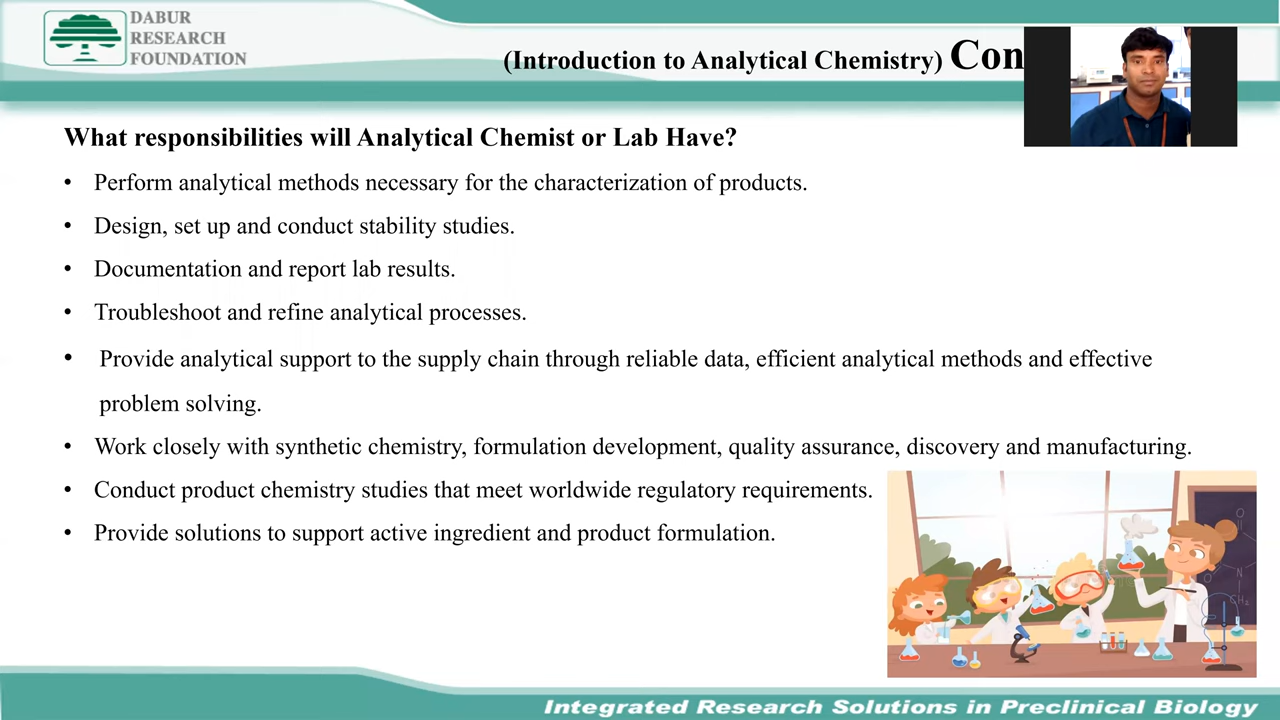 DABUR
RESEARCH
FOUNDATION
(Introduction to Analytical Chemistry) Con
What responsibilities will Analytical Chemist or Lab Have?
• Perform analytical methods necessary for the characterization of products.
• Design, set up and conduct stability studies.
• Documentation and report lab results.
• Troubleshoot and refine analytical processes.
• Provide analytical support to the supply chain through reliable data, efficient analytical methods and effective
problem solving.
• Work closely with synthetic chemistry, formulation development, quality assurance, discovery and manufacturing.
• Conduct product chemistry studies that meet worldwide regulatory requirements.
• Provide solutions to support active ingredient and product formulation.
O
O
N
CH₃
Integrated Research Solutions in Preclinical Biology